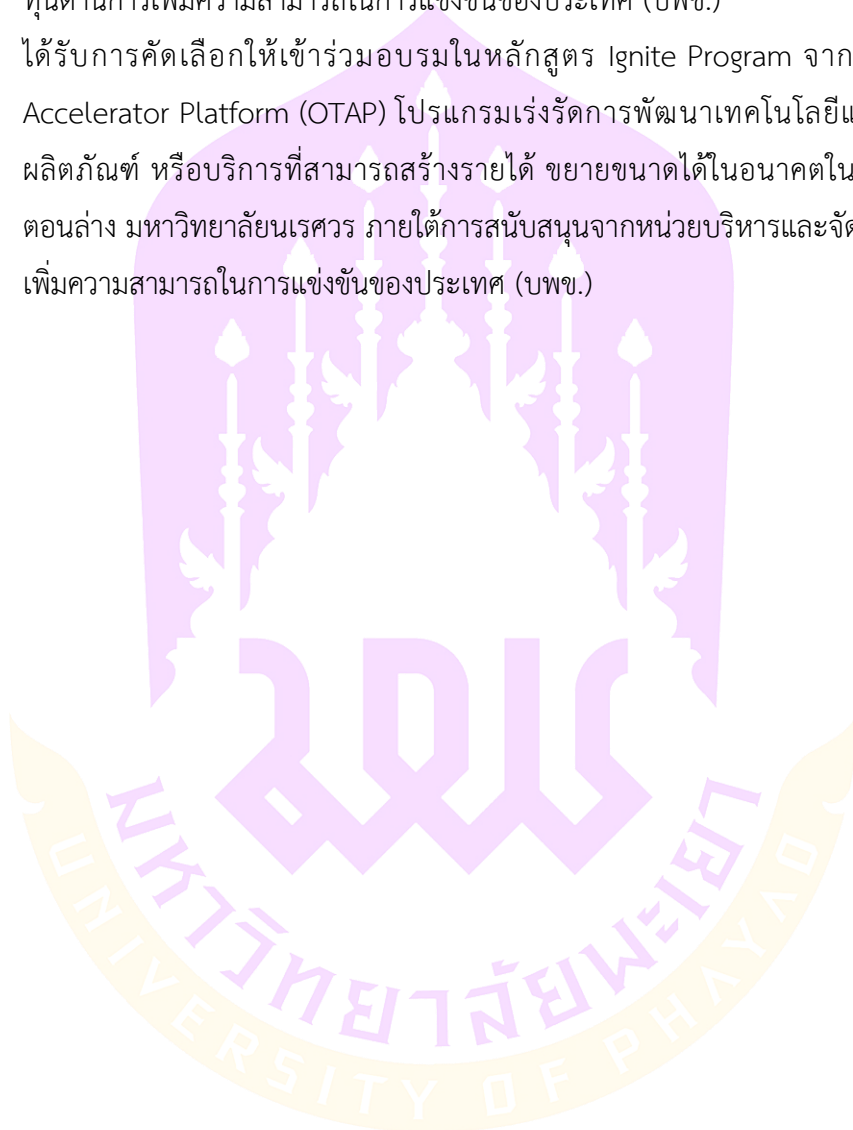 ทุนด้านการเพิ่มความสามารถในการแข่งขันของประเทศ (บพข.)
ได้รับการคัดเลือกให้เข้าร่วมอบรมในหลักสูตร Ignite Program จาก
Accelerator Platform (OTAP) โปรแกรมเร่งรัดการพัฒนาเทคโนโลยีแ
ผลิตภัณฑ์ หรือบริการที่สามารถสร้างรายได้ ขยายขนาดได้ในอนาคตใน
ตอนล่าง มหาวิทยาลัยนเรศวร ภายใต้การสนับสนุนจากหน่วยบริหารและจัด
เพิ่มความสามารถในการแข่งขันของประเทศ (บพข.)
มพ
มหาวิทยาลัยพะเยา
UNIVERSITY OF PHAYAO